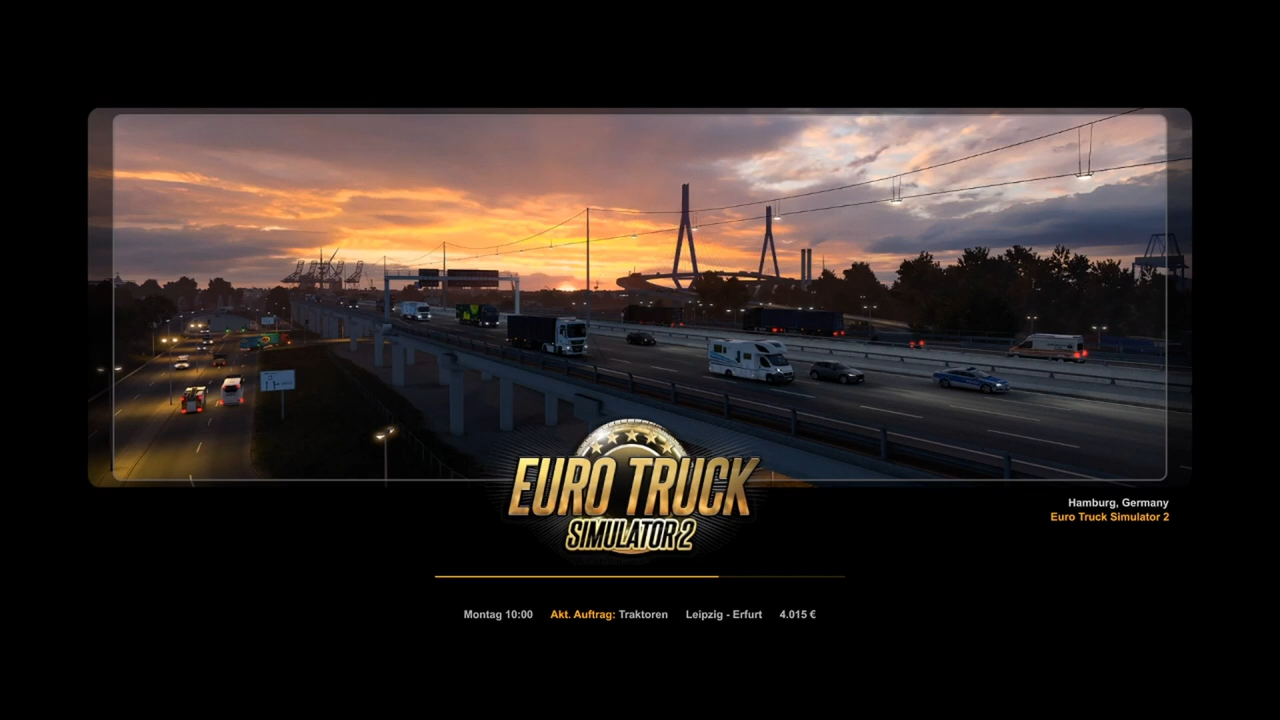 EURO TRUCK
SIMULATOR 2
Hamburg, Germany
Euro Truck Simulator 2
Montag 10:00 Akt. Auftrag: Traktoren Leipzig - Erfurt 4.015 €